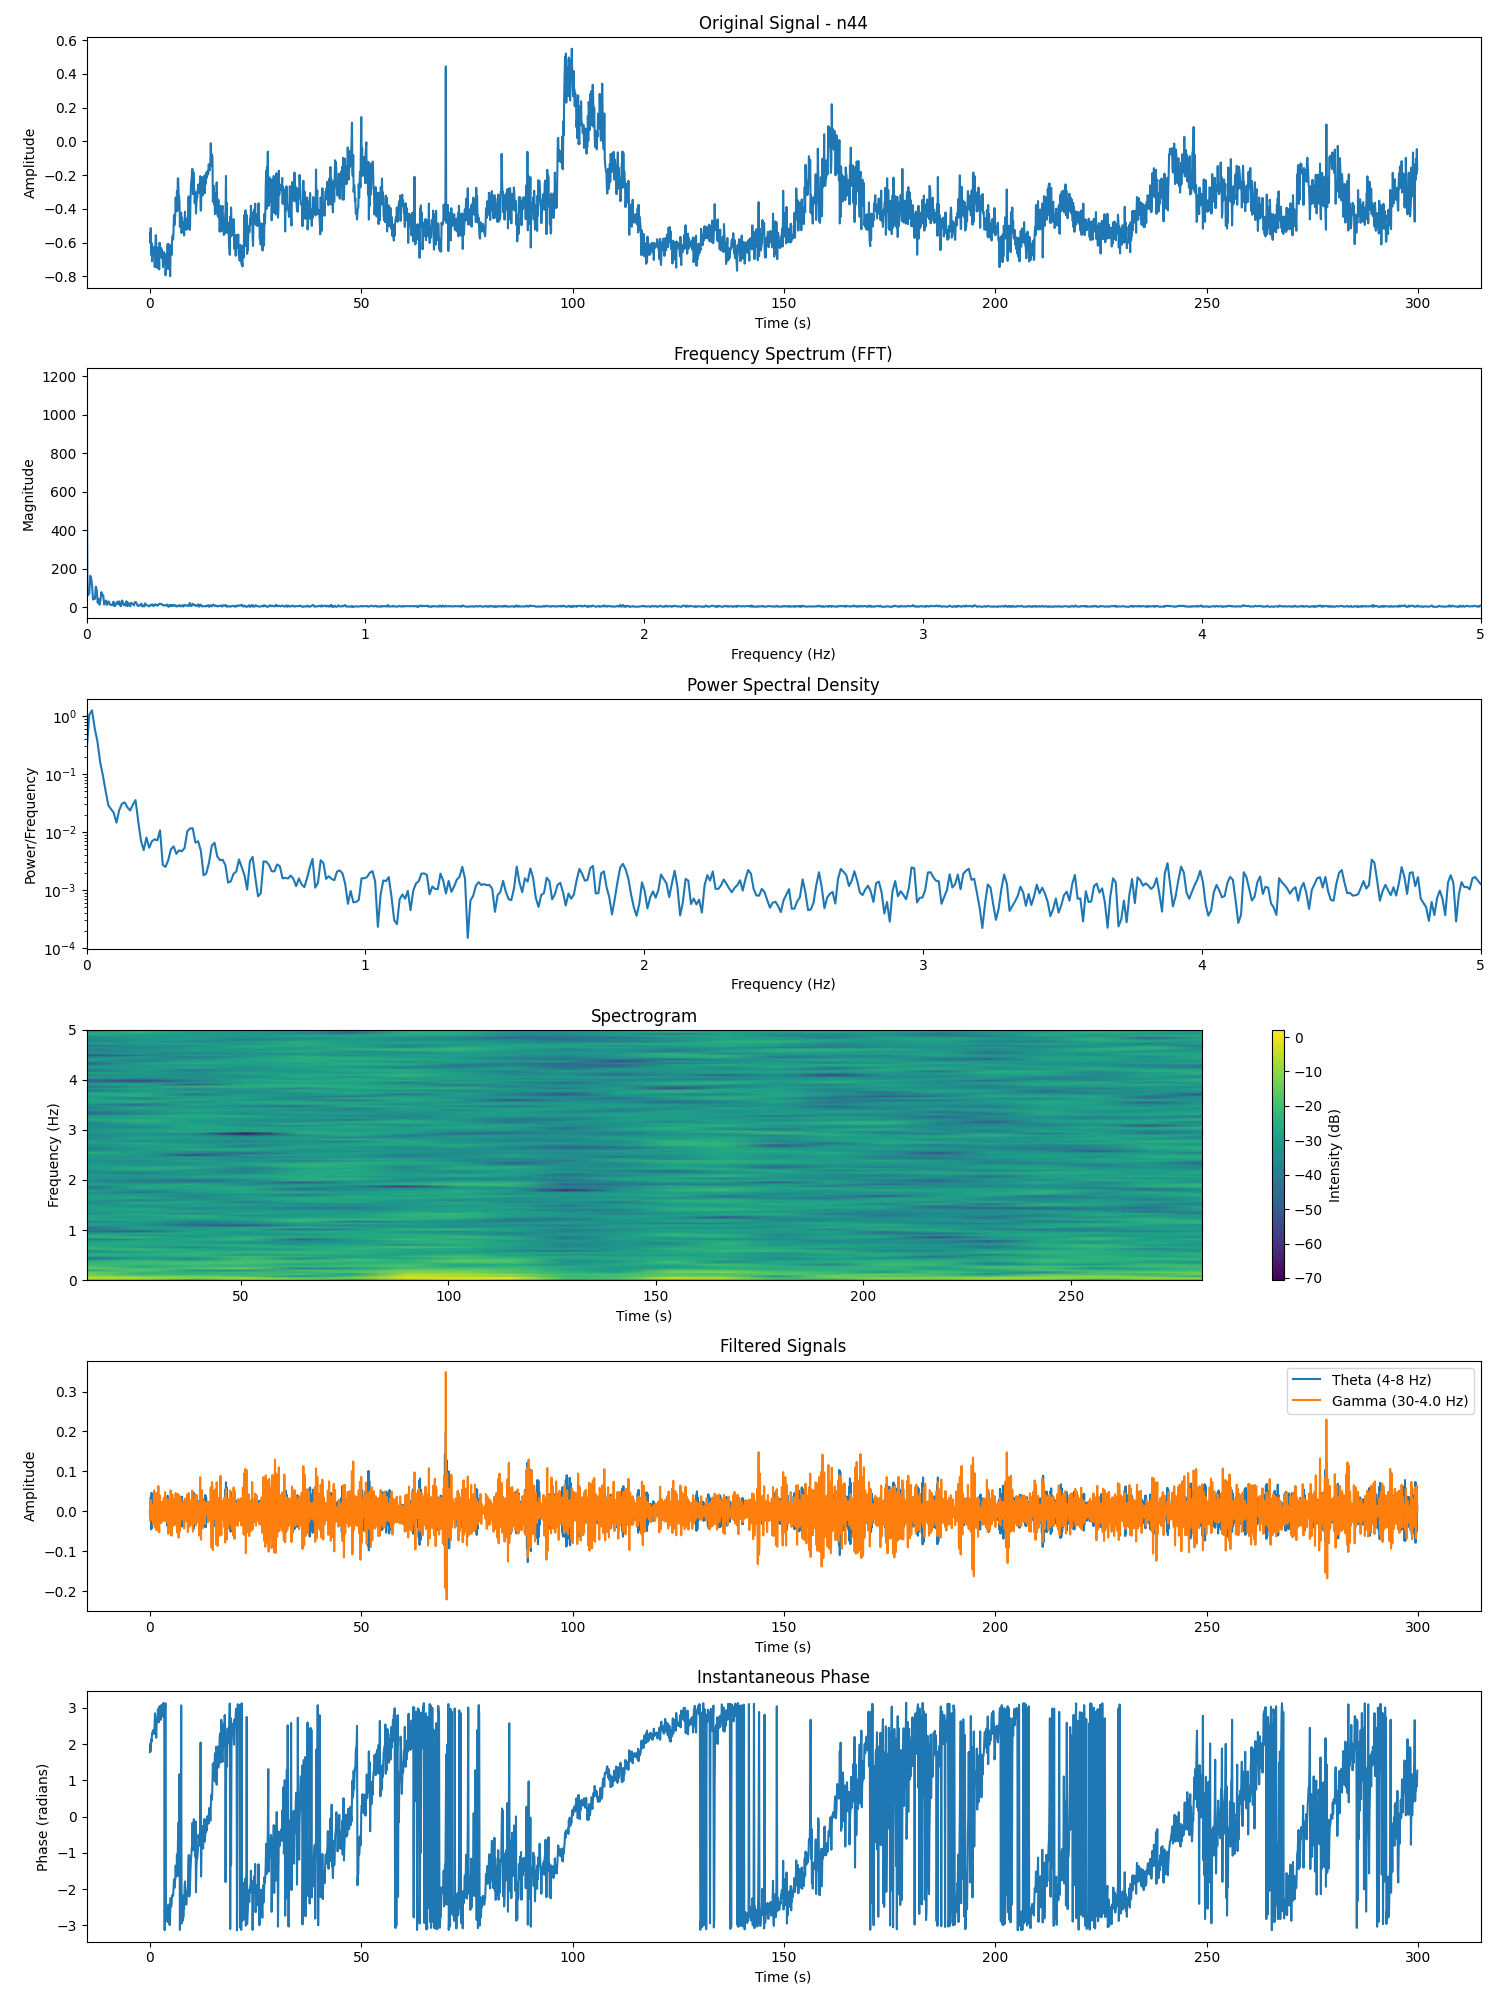 Original Signal - n44
0.6
0.4
0.2
0.0
−0.2
−0.4
−0.6
−0.8
Amplitude
0 50 100 150 200 250 300
Time (s)
Frequency Spectrum (FFT)
1200
1000
800
600
400
200
0
Magnitude
0 1 2 3 4 5
Frequency (Hz)
Power Spectral Density
10⁰
10⁻¹
10⁻²
10⁻³
10⁻⁴
Power/Frequency
0 1 2 3 4 5
Frequency (Hz)
Spectrogram
5
4
3
2
1
0
Frequency (Hz)
50 100 150 200 250
Time (s)
0
−10
−20
−30
−40
−50
−60
−70
Intensity (dB)
Filtered Signals
Theta (4-8 Hz)
Gamma (30-4.0 Hz)
0.3
0.2
0.1
0.0
−0.1
−0.2
Amplitude
0 50 100 150 200 250 300
Time (s)
Instantaneous Phase
3
2
1
0
−1
−2
−3
Phase (radians)
0 50 100 150 200 250 300
Time (s)